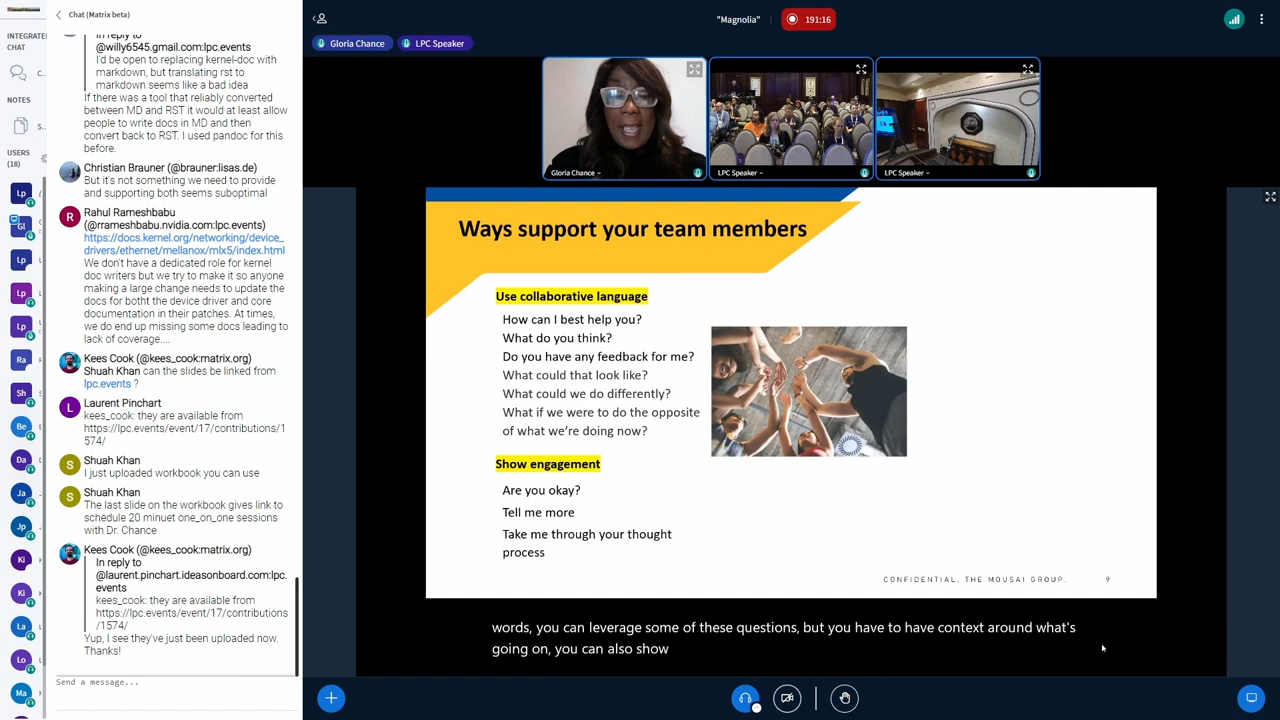 Chat (Matrix beta)
INTEGRATE
CHAT
C...
NOTES
S...
USERS
(18)
Lp
Gl
Lp
Lp
Lp
Ra
Sh
Be
Da
Ja
Jp
Ki
Ki
La
Lo
Ma
In reply to
@willy6545.gmail.com:lpc.events
I'd be open to replacing kernel-doc with
markdown, but translating rst to
markdown seems like a bad idea
If there was a tool that reliably converted
between MD and RST it would at least allow
people to write docs in MD and then
convert back to RST. I used pandoc for this
before.
Christian Brauner (@brauner:lisas.de)
But it's not something we need to provide
and supporting both seems suboptimal
R
Rahul Rameshbabu
(@rrameshbabu.nvidia.com:lpc.events)
https://docs.kernel.org/networking/device_
drivers/ethernet/mellanox/mlx5/index.html
We don't have a dedicated role for kernel
doc writers but we try to make it so anyone
making a large change needs to update the
docs for botht the device driver and core
documentation in their patches. At times,
we do end up missing some docs leading to
lack of coverage....
Kees Cook (@kees_cook:matrix.org)
Shuah Khan can the slides be linked from
lpc.events ?
L
Laurent Pinchart
kees_cook: they are available from
https://lpc.events/event/17/contributions/1
574/
S
Shuah Khan
I just uploaded workbook you can use
S
Shuah Khan
The last slide on the workbook gives link to
schedule 20 minuet one_on_one sessions
with Dr. Chance
Kees Cook (@kees_cook:matrix.org)
In reply to
@laurent.pinchart.ideasonboard.com:lpc.
events
kees_cook: they are available from
https://lpc.events/event/17/contributions
/1574/
Yup, I see they've just been uploaded now.
Thanks!
Send a message...
"Magnolia"
191:16
Gloria Chance
LPC Speaker
Gloria Chance
LPC Speaker
LPC Speaker
Ways support your team members
Use collaborative language
How can I best help you?
What do you think?
Do you have any feedback for me?
What could that look like?
What could we do differently?
What if we were to do the opposite
of what we're doing now?
Show engagement
Are you okay?
Tell me more
Take me through your thought
process
CONFIDENTIAL, THE MOUSAI GROUP.
9
words, you can leverage some of these questions, but you have to have context around what's
going on, you can also show